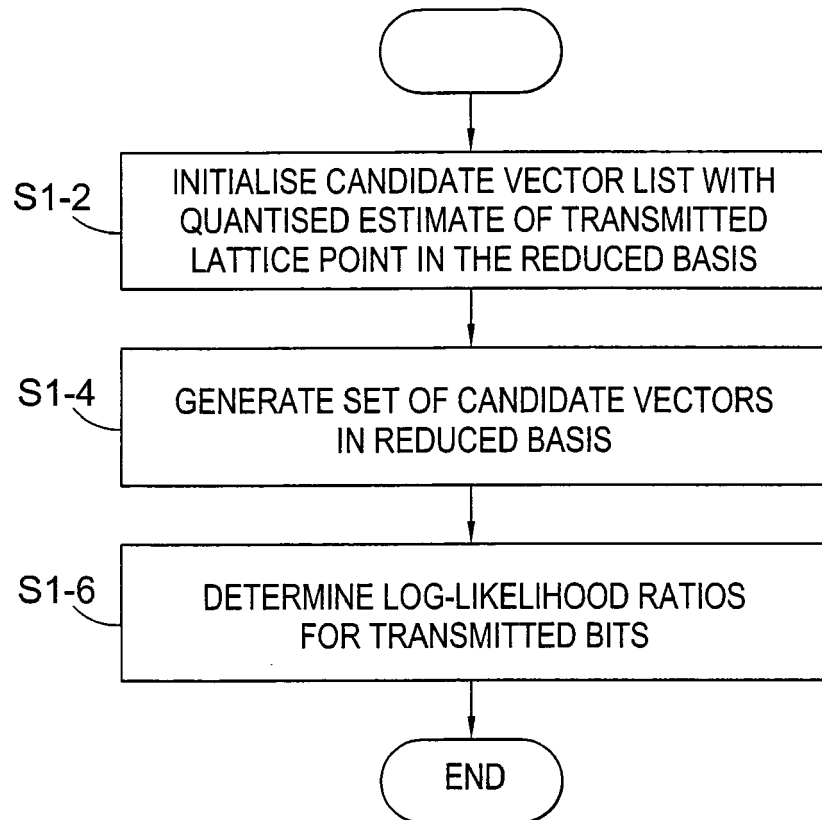 S1-2
INITIALISE CANDIDATE VECTOR LIST WITH
QUANTISED ESTIMATE OF TRANSMITTED
LATTICE POINT IN THE REDUCED BASIS
S1-4
GENERATE SET OF CANDIDATE VECTORS
IN REDUCED BASIS
S1-6
DETERMINE LOG-LIKELIHOOD RATIOS
FOR TRANSMITTED BITS
END